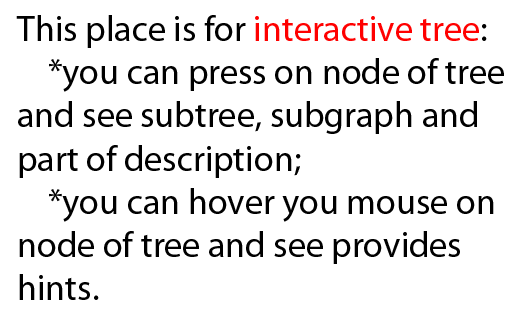 This place is for interactive tree:
*you can press on node of tree
and see subtree, subgraph and
part of description;
*you can hover you mouse on
node of tree and see provides
hints.